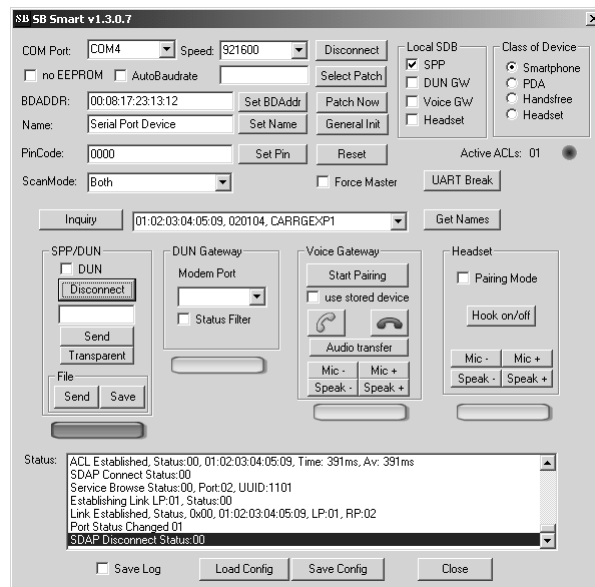 SB SB Smart v1.3.0.7
COM Port: COM4 Speed: 921600 Disconnect
no EEPROM AutoBaudrate Select Patch
BDADDR: 00:08:17:23:13:12 Set BDAddr Patch Now
Name: Serial Port Device Set Name General Init
PinCode: 0000 Set Pin Reset
ScanMode: Both Force Master UART Break
Local SDB
SPP
DUN GW
Voice GW
Headset
Class of Device
Smartphone
PDA
Handsfree
Headset
Active ACLs: 01
Inquiry 01:02:03:04:05:09, 020104, CARRGEXP1 Get Names
SPP/DUN
DUN
Disconnect
Send
Transparent
File
Send Save
DUN Gateway
Modem Port
Status Filter
Voice Gateway
Start Pairing
use stored device
Audio transfer
Mic - Mic +
Speak - Speak +
Headset
Pairing Mode
Hook on/off
Mic - Mic +
Speak - Speak +
Status:
ACL Established, Status:00, 01:02:03:04:05:09, Time: 391ms, Av: 391ms
SDAP Connect Status:00
Service Browse Status:00, Port:02, UUID:1101
Establishing Link LP:01, Status:00
Link Established, Status, 0x00, 01:02:03:04:05:09, LP:01, RP:02
Port Status Changed 01
SDAP Disconnect Status:00
Save Log Load Config Save Config Close